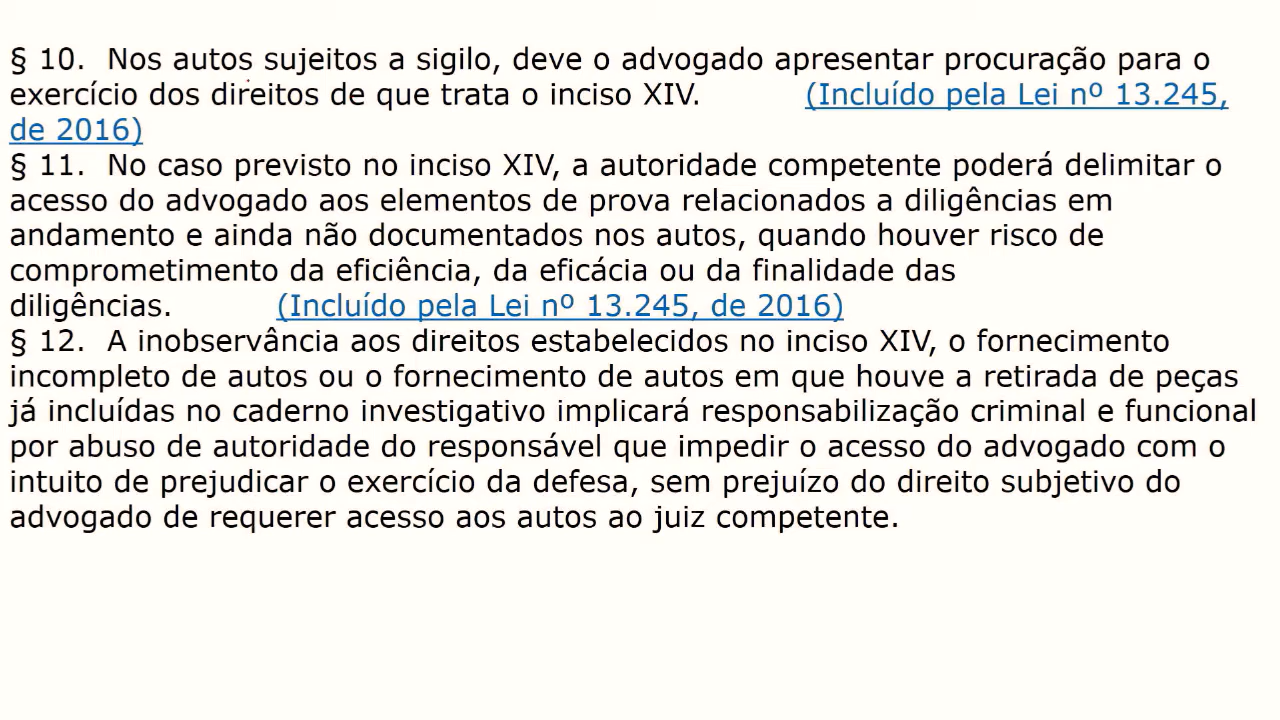 § 10.  Nos autos sujeitos a sigilo, deve o advogado apresentar procuração para o
exercício dos direitos de que trata o inciso XIV. (Incluído pela Lei nº 13.245,
de 2016)
§ 11.  No caso previsto no inciso XIV, a autoridade competente poderá delimitar o
acesso do advogado aos elementos de prova relacionados a diligências em
andamento e ainda não documentados nos autos, quando houver risco de
comprometimento da eficiência, da eficácia ou da finalidade das
diligências. (Incluído pela Lei nº 13.245, de 2016)
§ 12.  A inobservância aos direitos estabelecidos no inciso XIV, o fornecimento
incompleto de autos ou o fornecimento de autos em que houve a retirada de peças
já incluídas no caderno investigativo implicará responsabilização criminal e funcional
por abuso de autoridade do responsável que impedir o acesso do advogado com o
intuito de prejudicar o exercício da defesa, sem prejuízo do direito subjetivo do
advogado de requerer acesso aos autos ao juiz competente.